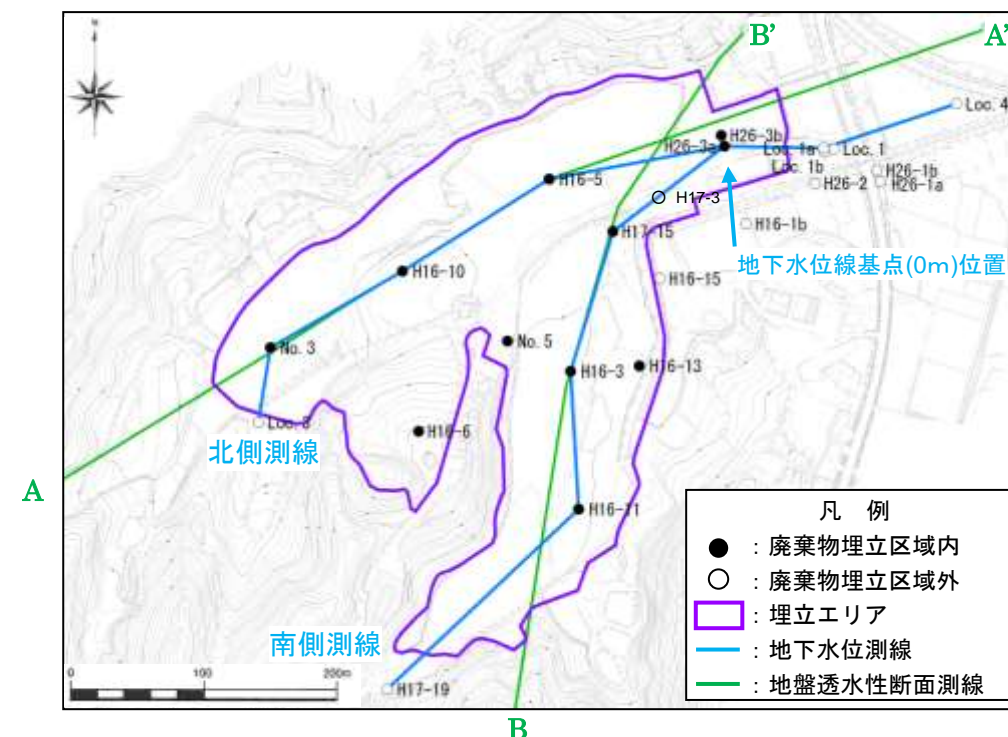 B'
A'
Loc. 4
H26-3b
H26-3a
Loc. 1a
Loc. 1
Loc. 1b
H26-1b
H26-2
H26-1a
H16-5
H17-3
H16-1b
H17-15
地下水位線基点(0m)位置
H16-10
H16-15
No. 3
No. 5
H16-3
H16-13
Loc. 3
H16-6
北側測線
A
H16-11
凡 例
● : 廃棄物埋立区域内
○ : 廃棄物埋立区域外
: 埋立エリア
: 地下水位測線
: 地盤透水性断面測線
南側測線
H17-19
0 100 200m
B